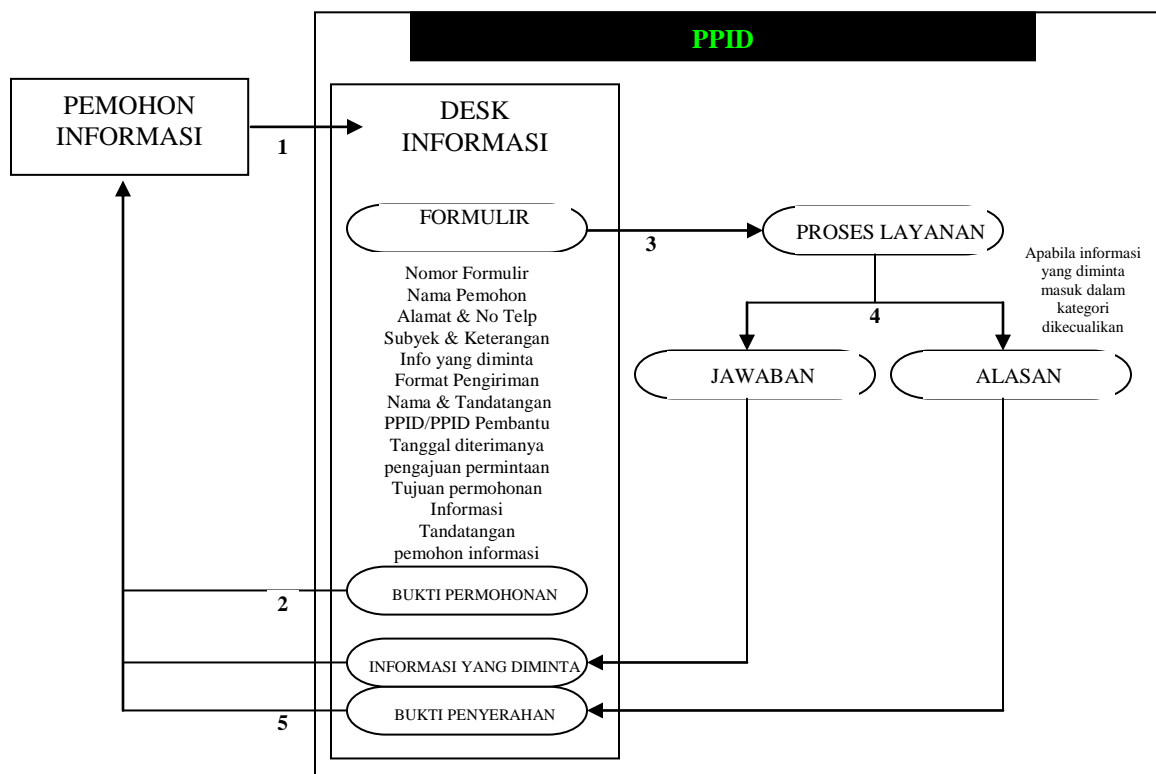 PPID
PEMOHON
INFORMASI
1
DESK
INFORMASI
FORMULIR
3
PROSES LAYANAN
Nomor Formulir
Nama Pemohon
Alamat & No Telp
Subyek & Keterangan
Info yang diminta
Format Pengiriman
Nama & Tandatangan
PPID/PPID Pembantu
Tanggal diterimanya
pengajuan permintaan
Tujuan permohonan
Informasi
Tandatangan
pemohon informasi
Apabila informasi
yang diminta
masuk dalam
kategori
dikecualikan
4
JAWABAN
ALASAN
2
BUKTI PERMOHONAN
INFORMASI YANG DIMINTA
5
BUKTI PENYERAHAN